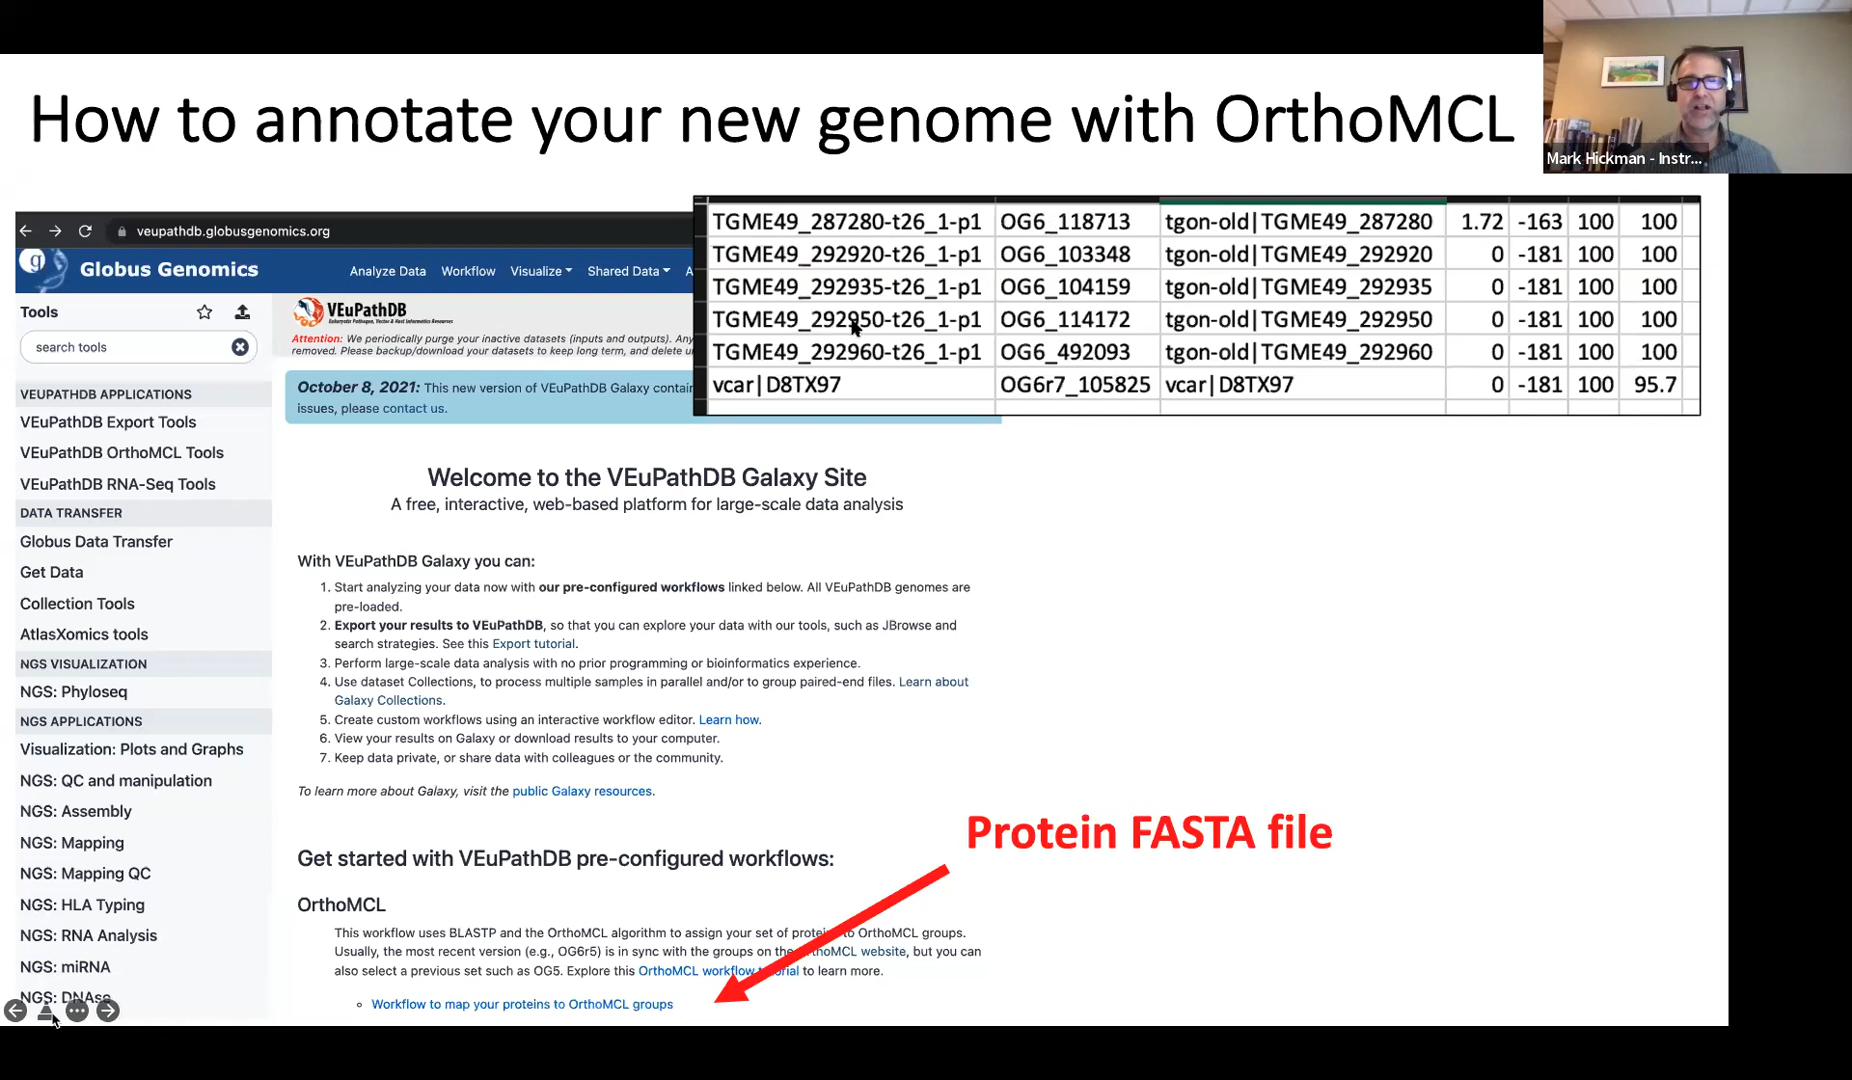 How to annotate your new genome with OrthoMCL
Mark Hickman - Instr...
veupathdb.globusgenomics.org
Globus Genomics
Analyze Data Workflow Visualize Shared Data A
TGME49_287280-t26_1-p1 OG6_118713 tgon-old|TGME49_287280 1.72 -163 100 100
TGME49_292920-t26_1-p1 OG6_103348 tgon-old|TGME49_292920 0 -181 100 100
TGME49_292935-t26_1-p1 OG6_104159 tgon-old|TGME49_292935 0 -181 100 100
TGME49_292950-t26_1-p1 OG6_114172 tgon-old|TGME49_292950 0 -181 100 100
TGME49_292960-t26_1-p1 OG6_492093 tgon-old|TGME49_292960 0 -181 100 100
vcar|D8TX97 OG6r7_105825 vcar|D8TX97 0 -181 100 95.7
Tools
search tools
VEUPATHDB APPLICATIONS
VEuPathDB Export Tools
VEuPathDB OrthoMCL Tools
VEuPathDB RNA-Seq Tools
DATA TRANSFER
Globus Data Transfer
Get Data
Collection Tools
AtlasXomics tools
NGS VISUALIZATION
NGS: Phyloseq
NGS APPLICATIONS
Visualization: Plots and Graphs
NGS: QC and manipulation
NGS: Assembly
NGS: Mapping
NGS: Mapping QC
NGS: HLA Typing
NGS: RNA Analysis
NGS: miRNA
NGS: DNAse
VEuPathDB
Eukaryotic Pathogen, Vector & Host Informatics Resources
Attention: We periodically purge your inactive datasets (inputs and outputs). Any
removed. Please backup/download your datasets to keep long term, and delete un
October 8, 2021: This new version of VEuPathDB Galaxy contai
issues, please contact us.
Welcome to the VEuPathDB Galaxy Site
A free, interactive, web-based platform for large-scale data analysis
With VEuPathDB Galaxy you can:
1. Start analyzing your data now with our pre-configured workflows linked below. All VEuPathDB genomes are
pre-loaded.
2. Export your results to VEuPathDB, so that you can explore your data with our tools, such as JBrowse and
search strategies. See this Export tutorial.
3. Perform large-scale data analysis with no prior programming or bioinformatics experience.
4. Use dataset Collections, to process multiple samples in parallel and/or to group paired-end files. Learn about
Galaxy Collections.
5. Create custom workflows using an interactive workflow editor. Learn how.
6. View your results on Galaxy or download results to your computer.
7. Keep data private, or share data with colleagues or the community.
To learn more about Galaxy, visit the public Galaxy resources.
Protein FASTA file
Get started with VEuPathDB pre-configured workflows:
OrthoMCL
This workflow uses BLASTP and the OrthoMCL algorithm to assign your set of proteins to OrthoMCL groups.
Usually, the most recent version (e.g., OG6r5) is in sync with the groups on the OrthoMCL website, but you can
also select a previous set such as OG5. Explore this OrthoMCL workflow tutorial to learn more.
Workflow to map your proteins to OrthoMCL groups